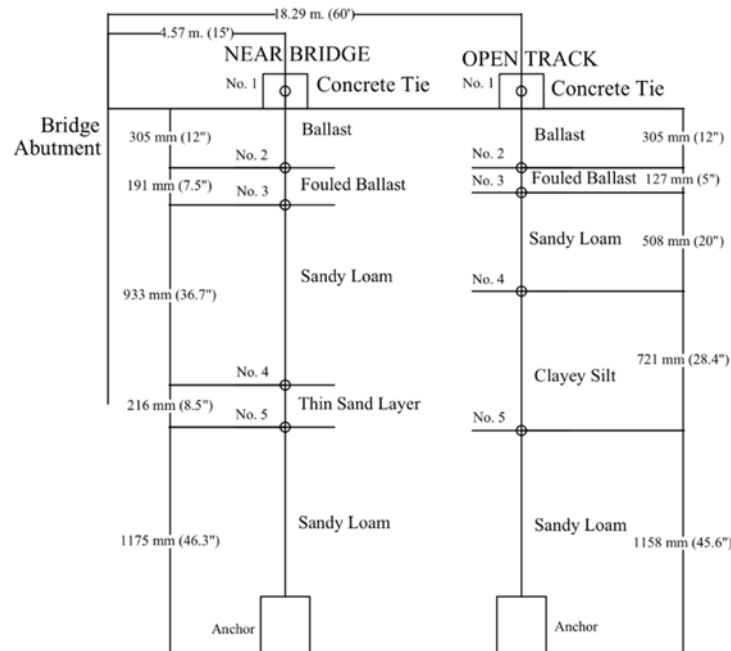 18.29 m. (60')
4.57 m. (15')
NEAR BRIDGE
OPEN TRACK
No. 1
Concrete Tie
No. 1
Concrete Tie
Bridge
Abutment
305 mm (12")
Ballast
Ballast
305 mm (12")
No. 2
No. 2
191 mm (7.5")
Fouled Ballast
No. 3
Fouled Ballast
127 mm (5")
No. 3
Sandy Loam
508 mm (20")
933 mm (36.7")
Sandy Loam
No. 4
No. 4
Clayey Silt
721 mm (28.4")
216 mm (8.5")
Thin Sand Layer
No. 5
No. 5
1175 mm (46.3")
Sandy Loam
Sandy Loam
1158 mm (45.6")
Anchor
Anchor